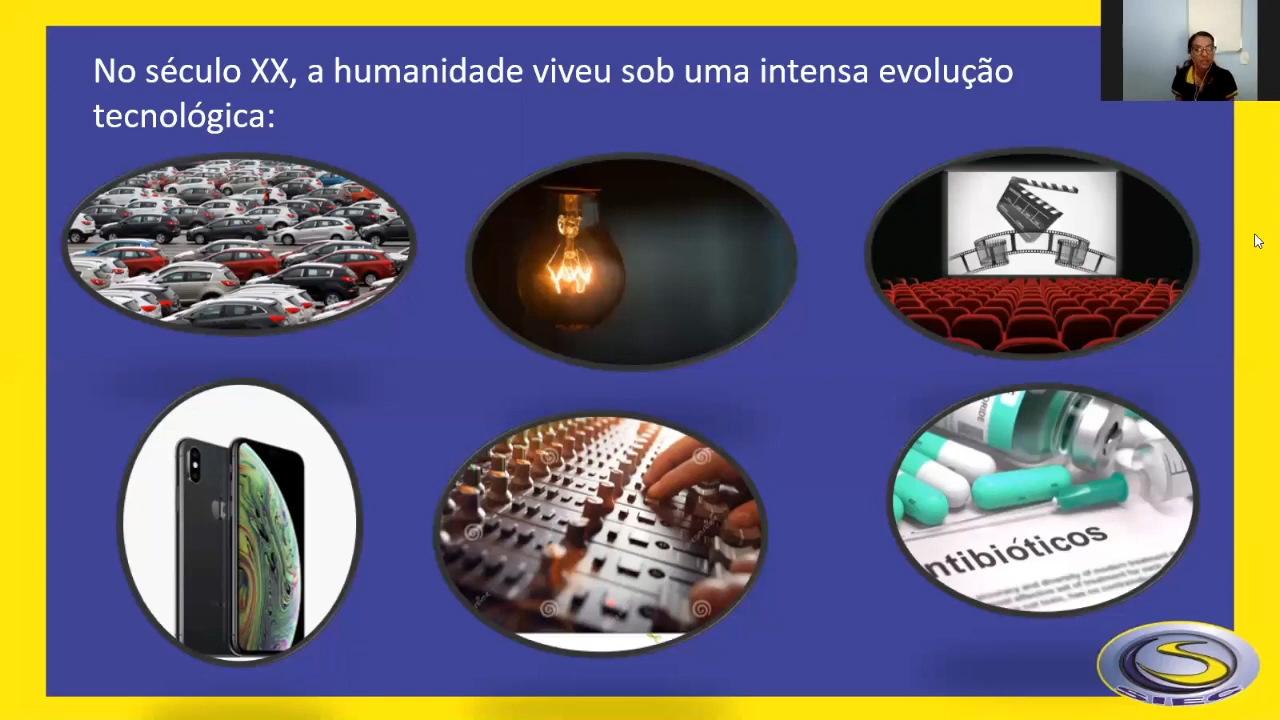 No século XX, a humanidade viveu sob uma intensa evolução
tecnológica:
ntibióticos